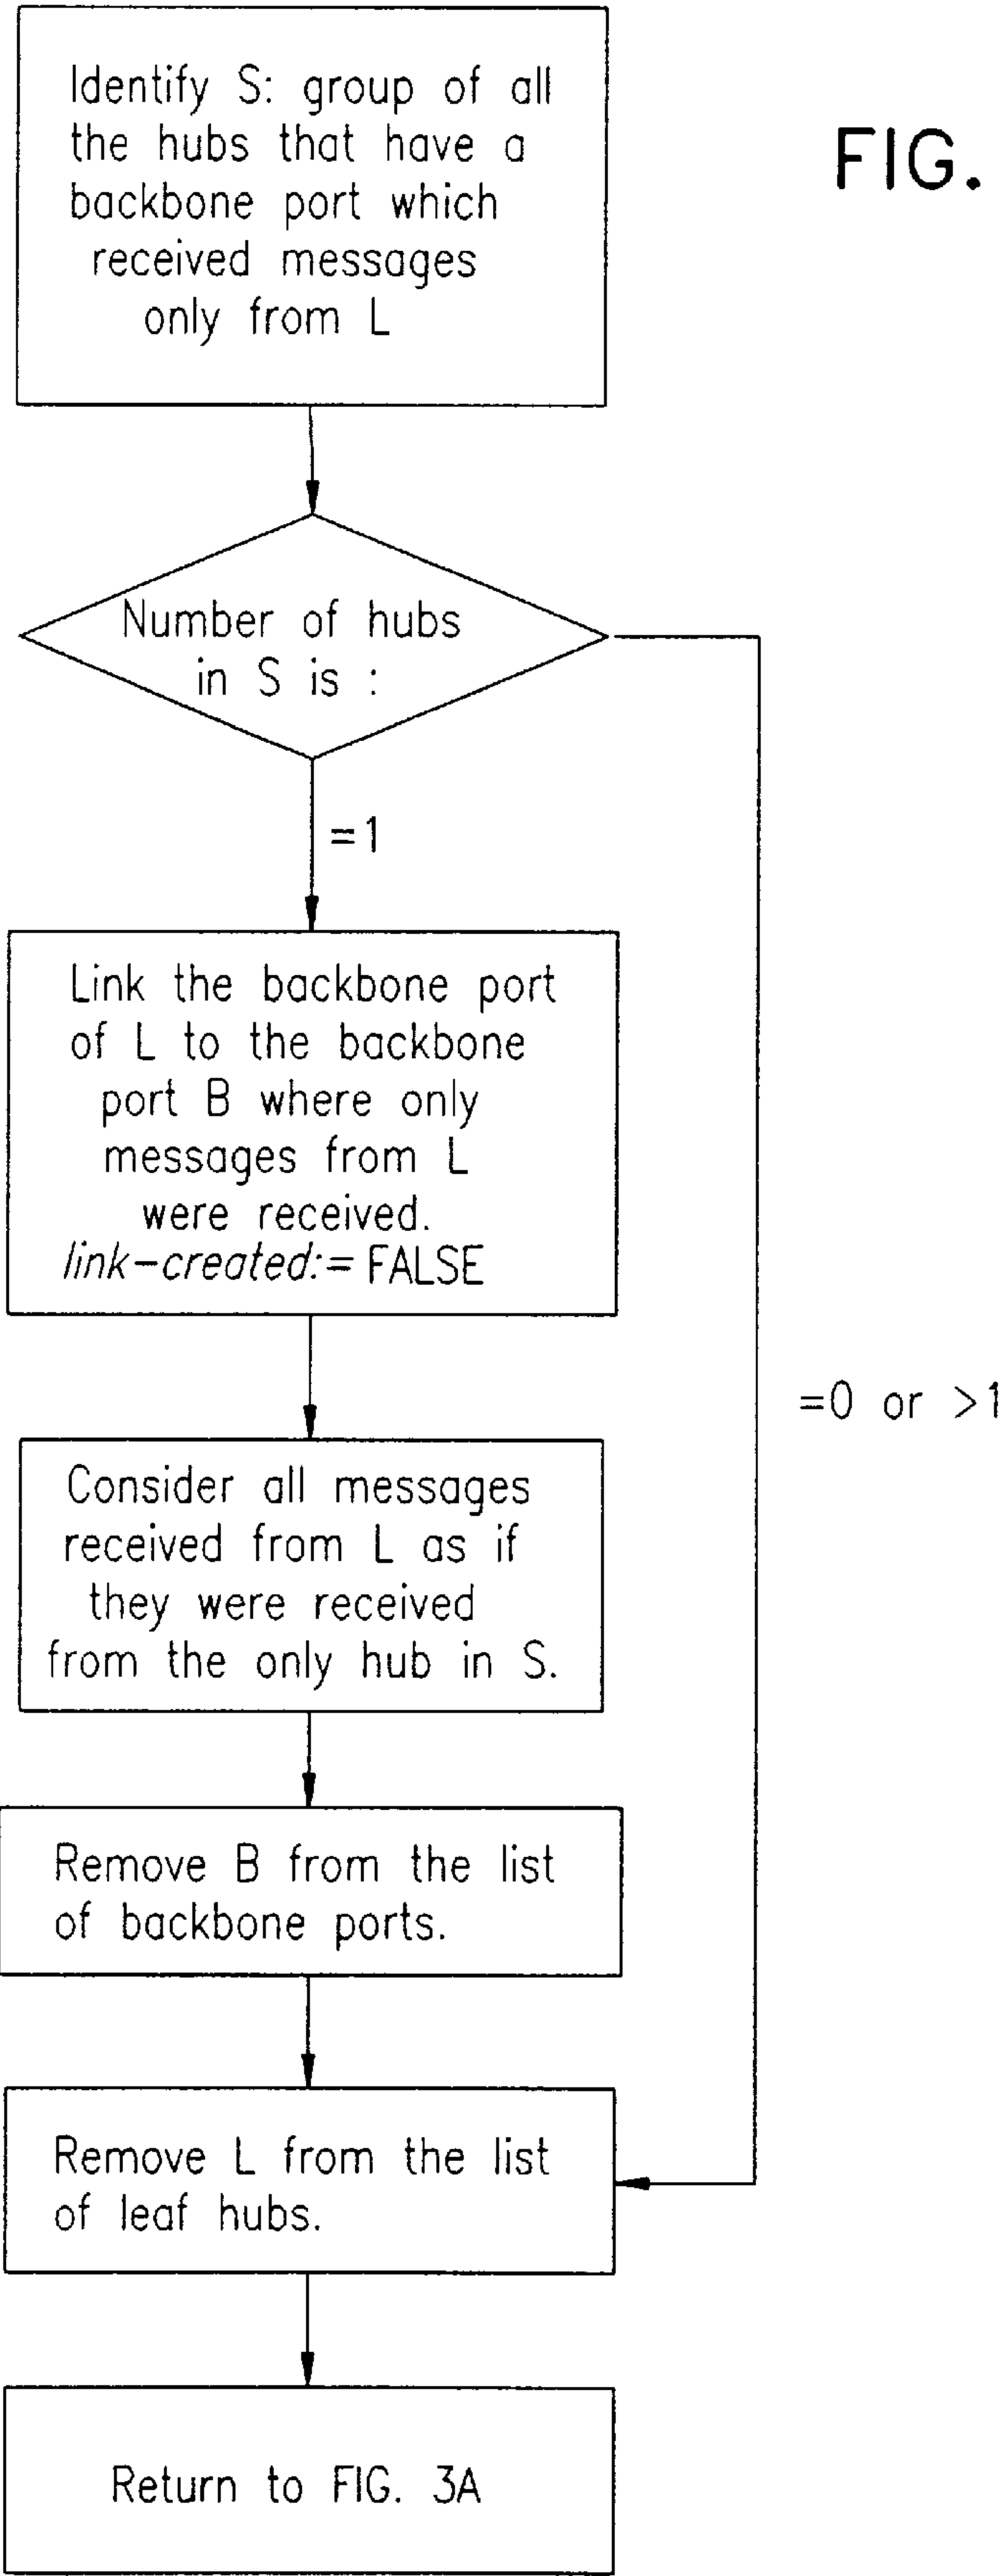 FIG.
Identify S: group of all
the hubs that have a
backbone port which
received messages
only from L
Number of hubs
in S is :
=1
Link the backbone port
of L to the backbone
port B where only
messages from L
were received.
link-created:= FALSE
=0 or >1
Consider all messages
received from L as if
they were received
from the only hub in S.
Remove B from the list
of backbone ports.
Remove L from the list
of leaf hubs.
Return to FIG. 3A